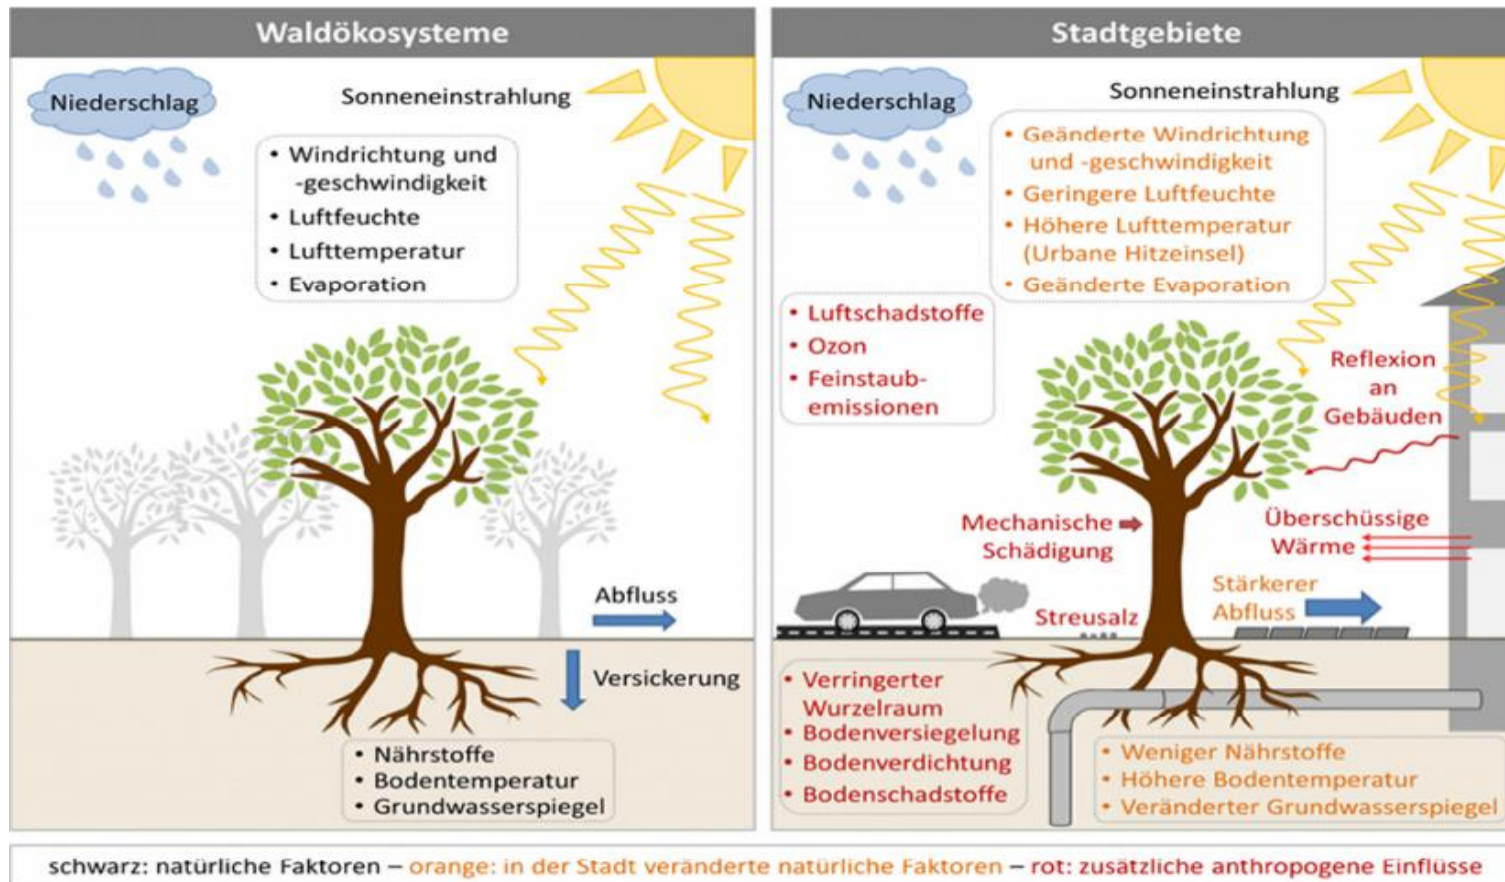 Waldökosysteme
Niederschlag
Sonneneinstrahlung
• Windrichtung und
-geschwindigkeit
• Luftfeuchte
• Lufttemperatur
• Evaporation
Abfluss
Versickerung
• Nährstoffe
• Bodentemperatur
• Grundwasserspiegel
Stadtgebiete
Niederschlag
Sonneneinstrahlung
• Geänderte Windrichtung
und -geschwindigkeit
• Geringere Luftfeuchte
• Höhere Lufttemperatur
(Urbane Hitzeinsel)
• Geänderte Evaporation
• Luftschadstoffe
• Ozon
• Feinstaub-
emissionen
Reflexion
an
Gebäuden
Mechanische
Schädigung
Überschüssige
Wärme
Stärkerer
Abfluss
Streusalz
• Verringerter
Wurzelraum
• Bodenversiegelung
• Bodenverdichtung
• Bodenschadstoffe
• Weniger Nährstoffe
• Höhere Bodentemperatur
• Veränderter Grundwasserspiegel
schwarz: natürliche Faktoren – orange: in der Stadt veränderte natürliche Faktoren – rot: zusätzliche anthropogene Einflüsse